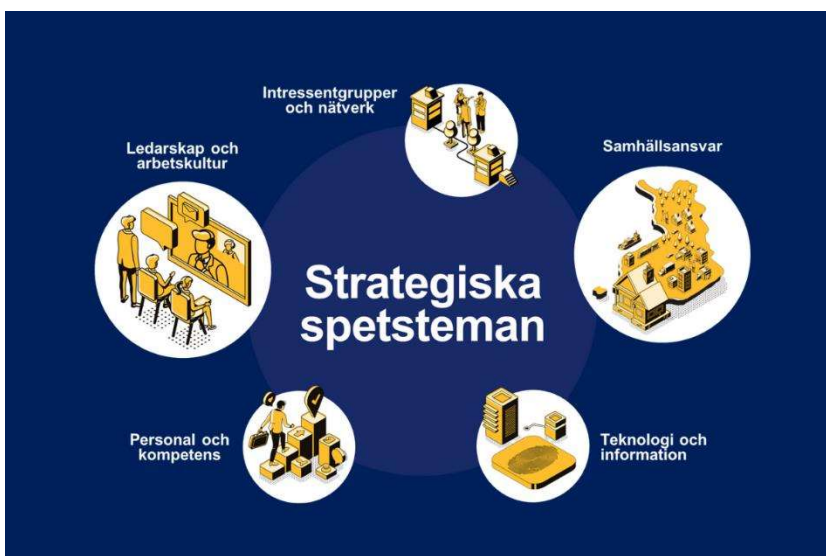 Intressentgrupper
och nätverk
Ledarskap och
arbetskultur
Samhällsansvar
Strategiska
spetsteman
Personal och
kompetens
Teknologi och
information